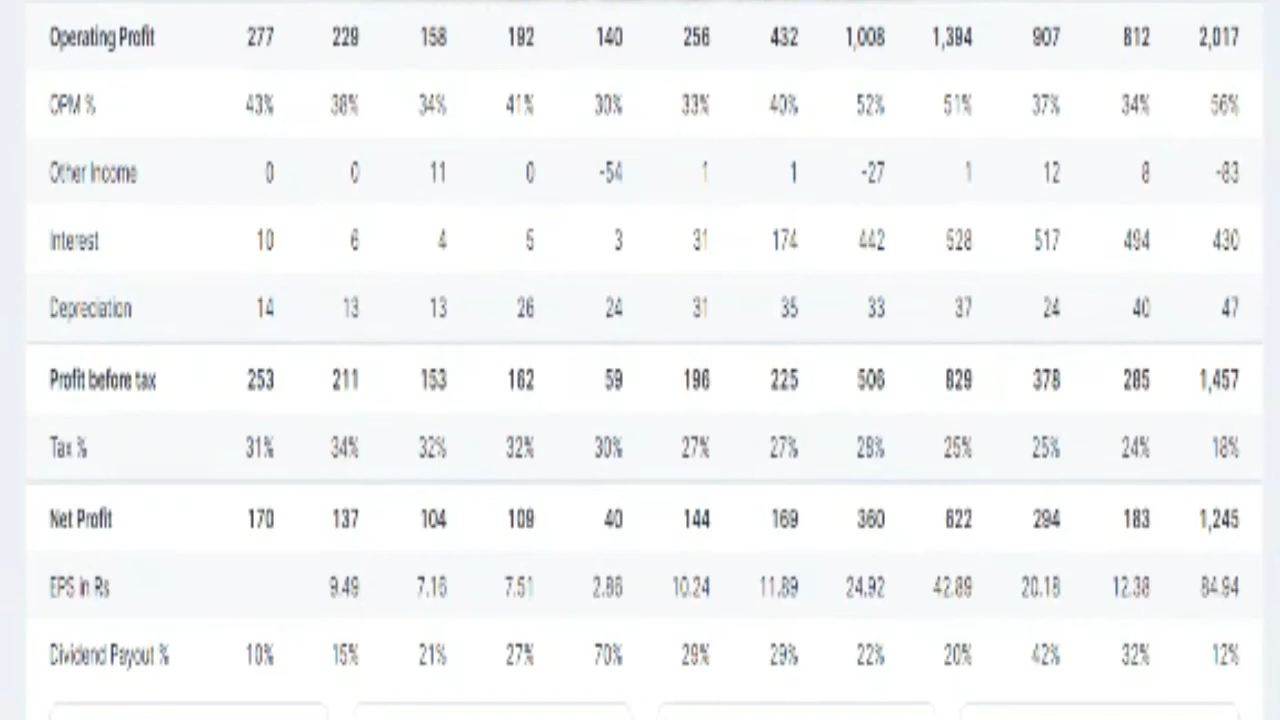 Operating Profit 277 229 158 192 140 256 432 1,008 1,394 907 812 2,017
OPM % 43% 38% 34% 41% 30% 33% 40% 52% 51% 37% 34% 56%
Other Income 0 0 11 0 -54 1 1 -27 1 12 8 -83
Interest 10 6 4 5 3 31 174 442 528 517 494 430
Depreciation 14 13 13 26 24 31 35 33 37 24 40 47
Profit before tax 253 211 153 162 59 196 225 506 829 378 285 1,457
Tax % 31% 34% 32% 32% 30% 27% 27% 28% 25% 25% 24% 18%
Net Profit 170 137 104 109 40 144 169 360 622 294 183 1,245
EPS in Rs 9.49 7.16 7.51 2.86 10.24 11.89 24.92 42.89 20.18 12.38 84.94
Dividend Payout % 10% 15% 21% 27% 70% 29% 29% 22% 20% 42% 32% 12%